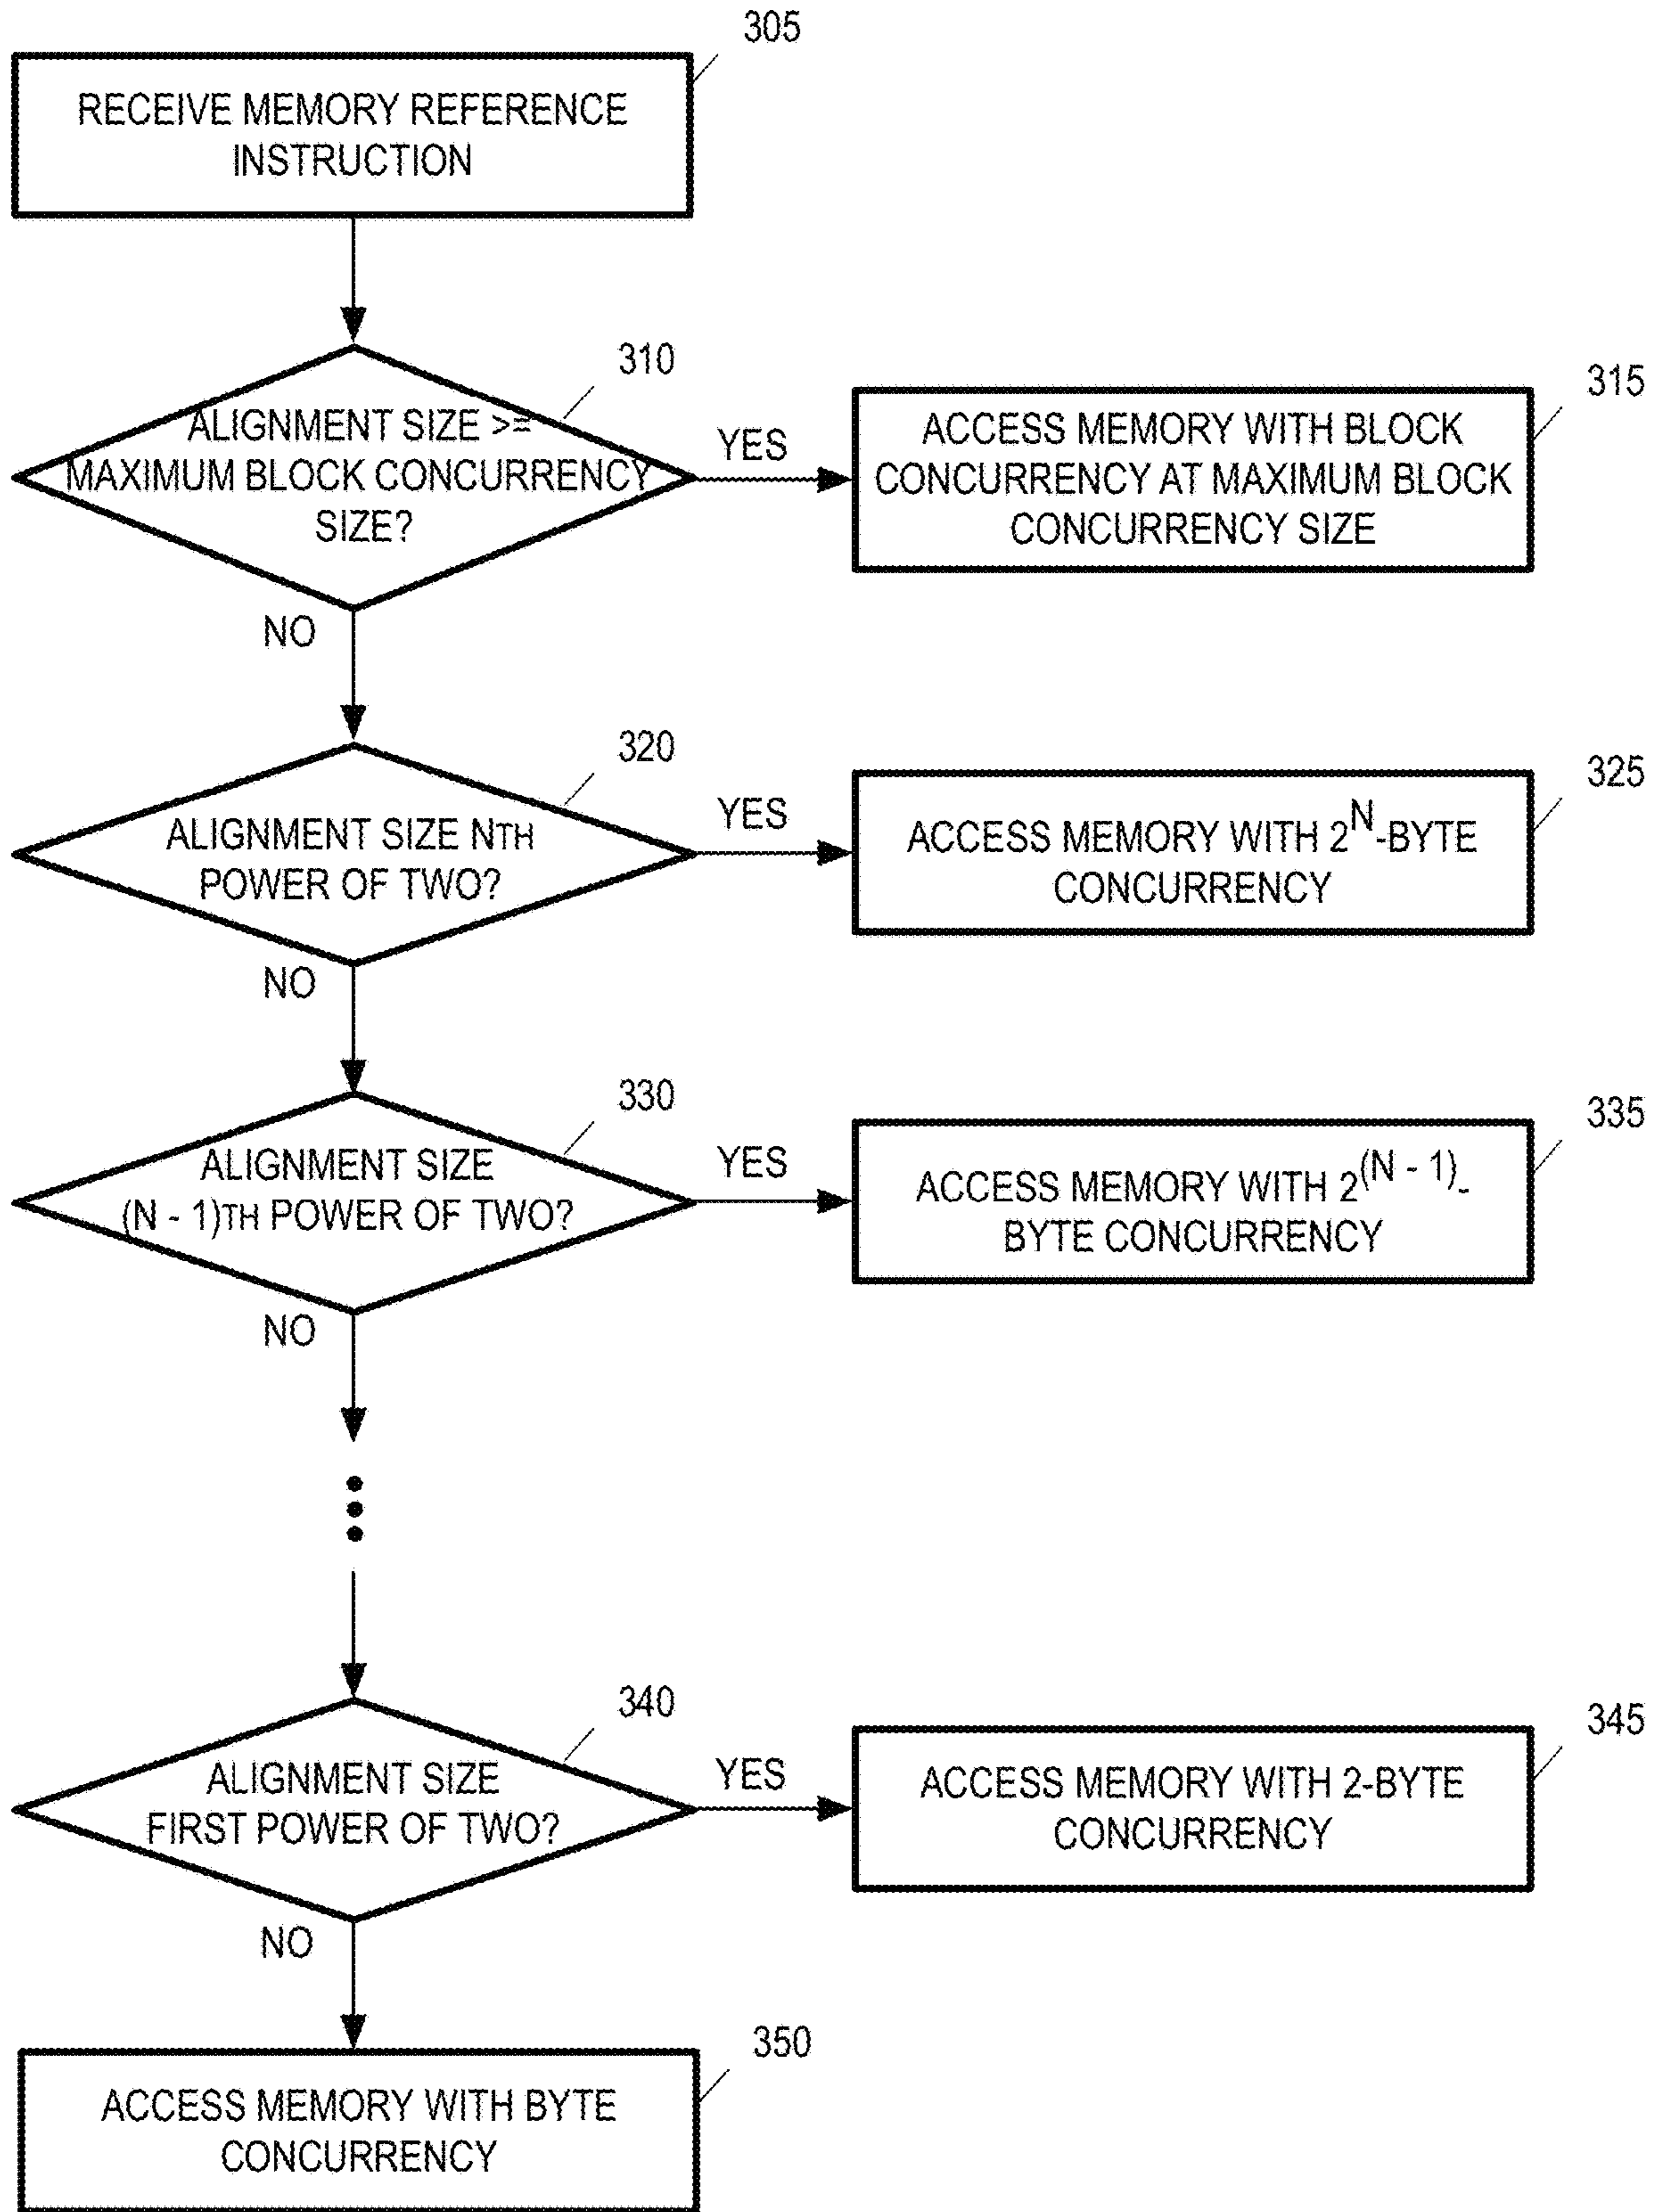 305
RECEIVE MEMORY REFERENCE
INSTRUCTION
310
ALIGNMENT SIZE >=
MAXIMUM BLOCK CONCURRENCY
SIZE?
YES
315
ACCESS MEMORY WITH BLOCK
CONCURRENCY AT MAXIMUM BLOCK
CONCURRENCY SIZE
NO
320
ALIGNMENT SIZE NTH
POWER OF TWO?
YES
325
ACCESS MEMORY WITH 2^N-BYTE
CONCURRENCY
NO
330
ALIGNMENT SIZE
(N - 1)TH POWER OF TWO?
YES
335
ACCESS MEMORY WITH 2^(N - 1)-
BYTE CONCURRENCY
NO
340
ALIGNMENT SIZE
FIRST POWER OF TWO?
YES
345
ACCESS MEMORY WITH 2-BYTE
CONCURRENCY
NO
350
ACCESS MEMORY WITH BYTE
CONCURRENCY